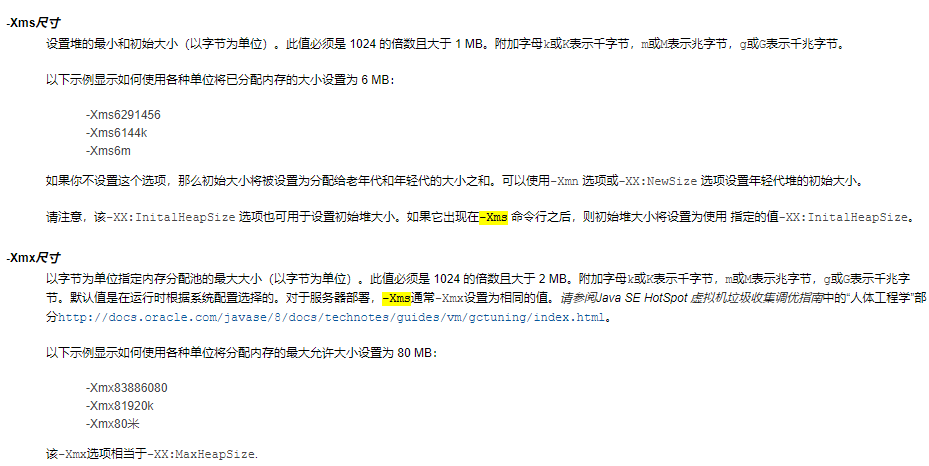 -Xms尺寸
设置堆的最小和初始大小（以字节为单位）。此值必须是 1024 的倍数且大于 1 MB。附加字母k或K表示千字节，m或M表示兆字节，g或G表示千兆字节。
以下示例显示如何使用各种单位将已分配内存的大小设置为 6 MB：
-Xms6291456
-Xms6144k
-Xms6m
如果你不设置这个选项，那么初始大小将被设置为分配给老年代和年轻代的大小之和。可以使用-Xmn 选项或-XX:NewSize 选项设置年轻代堆的初始大小。
请注意，该-XX:InitalHeapSize 选项也可用于设置初始堆大小。如果它出现在-Xms 命令行之后，则初始堆大小将设置为使用 指定的值-XX:InitalHeapSize。
-Xmx尺寸
以字节为单位指定内存分配池的最大大小（以字节为单位）。此值必须是 1024 的倍数且大于 2 MB。附加字母k或K表示千字节，m或M表示兆字节，g或G表示千兆字
节。默认值是在运行时根据系统配置选择的。对于服务器部署，-Xms通常-Xmx设置为相同的值。请参阅Java SE HotSpot 虚拟机垃圾收集调优指南中的“人体工程学”部
分http://docs.oracle.com/javase/8/docs/technotes/guides/vm/gctuning/index.html。
以下示例显示如何使用各种单位将分配内存的最大允许大小设置为 80 MB：
-Xmx83886080
-Xmx81920k
-Xmx80米
该-Xmx选项相当于-XX:MaxHeapSize.